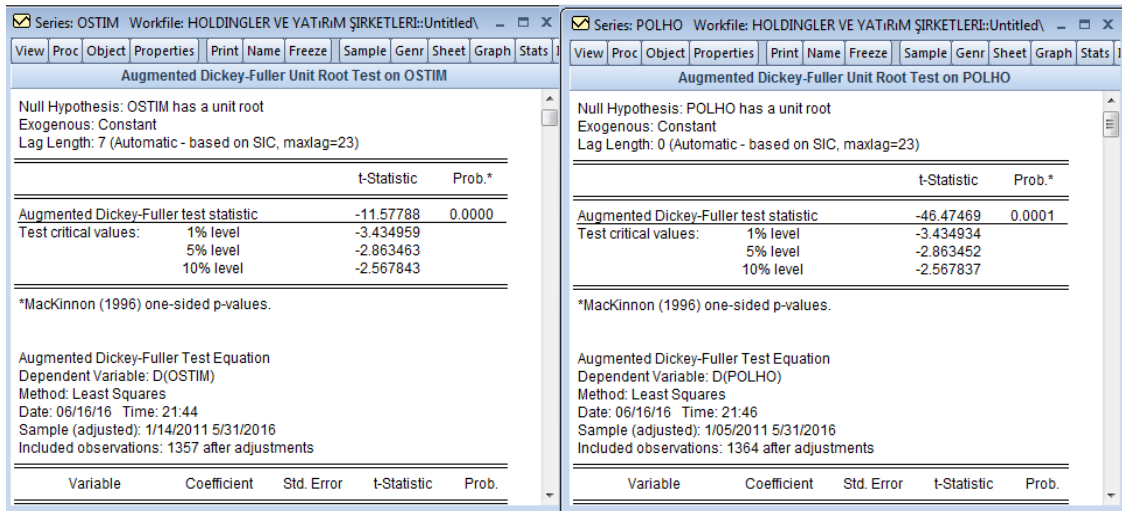 Series: OSTIM Workfile: HOLDINGLER VE YATıRıM ŞIRKETLERI::Untitled\
View Proc Object Properties Print Name Freeze Sample Genr Sheet Graph Stats
Augmented Dickey-Fuller Unit Root Test on OSTIM
Null Hypothesis: OSTIM has a unit root
Exogenous: Constant
Lag Length: 7 (Automatic - based on SIC, maxlag=23)
t-Statistic Prob.*
Augmented Dickey-Fuller test statistic -11.57788 0.0000
Test critical values: 1% level -3.434959
5% level -2.863463
10% level -2.567843
*MacKinnon (1996) one-sided p-values.
Augmented Dickey-Fuller Test Equation
Dependent Variable: D(OSTIM)
Method: Least Squares
Date: 06/16/16 Time: 21:44
Sample (adjusted): 1/14/2011 5/31/2016
Included observations: 1357 after adjustments
Variable Coefficient Std. Error t-Statistic Prob.
Series: POLHO Workfile: HOLDINGLER VE YATıRıM ŞIRKETLERI::Untitled\
View Proc Object Properties Print Name Freeze Sample Genr Sheet Graph Stats
Augmented Dickey-Fuller Unit Root Test on POLHO
Null Hypothesis: POLHO has a unit root
Exogenous: Constant
Lag Length: 0 (Automatic - based on SIC, maxlag=23)
t-Statistic Prob.*
Augmented Dickey-Fuller test statistic -46.47469 0.0001
Test critical values: 1% level -3.434934
5% level -2.863452
10% level -2.567837
*MacKinnon (1996) one-sided p-values.
Augmented Dickey-Fuller Test Equation
Dependent Variable: D(POLHO)
Method: Least Squares
Date: 06/16/16 Time: 21:46
Sample (adjusted): 1/05/2011 5/31/2016
Included observations: 1364 after adjustments
Variable Coefficient Std. Error t-Statistic Prob.